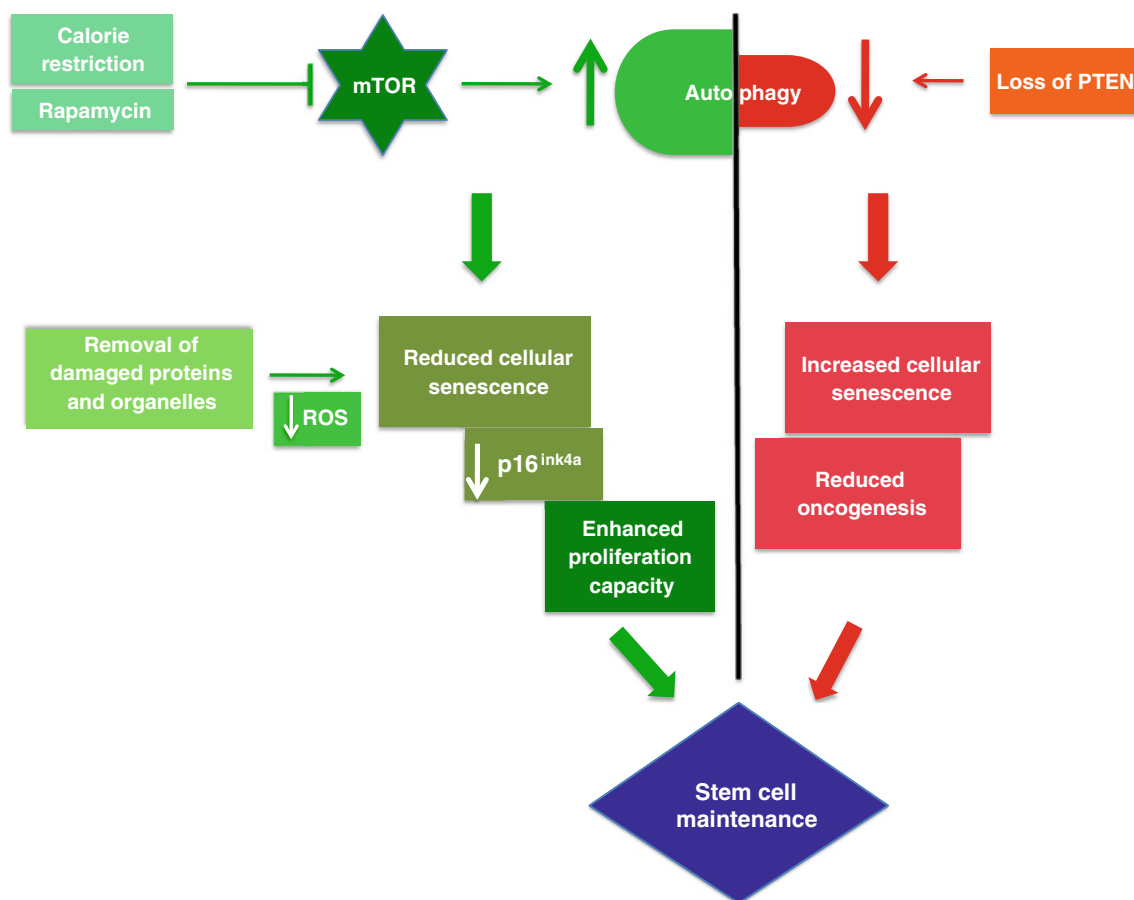 Calorie
restriction
Rapamycin
mTOR
Autophagy
Loss of PTEN
Removal of
damaged proteins
and organelles
ROS
Reduced cellular
senescence
p16ink4a
Enhanced
proliferation
capacity
Increased cellular
senescence
Reduced
oncogenesis
Stem cell
maintenance